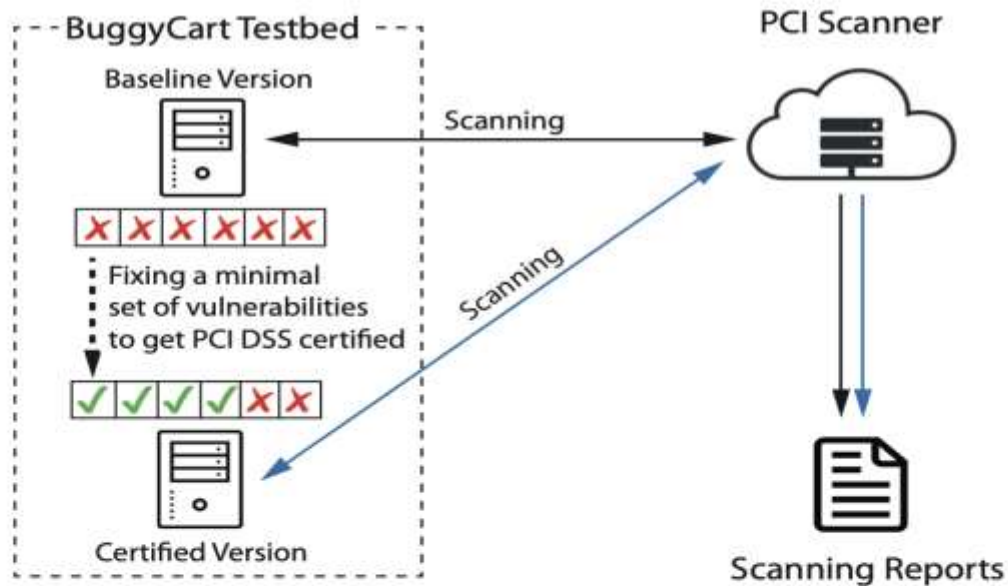 BuggyCart Testbed
PCI Scanner
Baseline Version
Scanning
Fixing a minimal
set of vulnerabilities
to get PCI DSS certified
Scanning
Certified Version
Scanning Reports